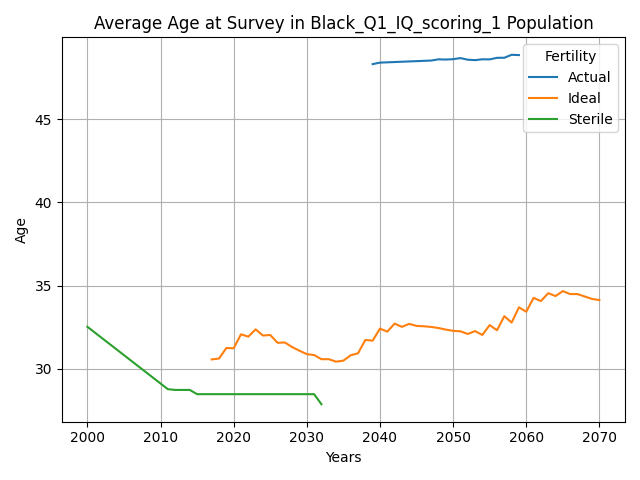 Average Age at Survey in Black_Q1_IQ_scoring_1 Population
Fertility
Actual
Ideal
Sterile
Age
45
40
35
30
2000
2010
2020
2030
2040
2050
2060
2070
Years